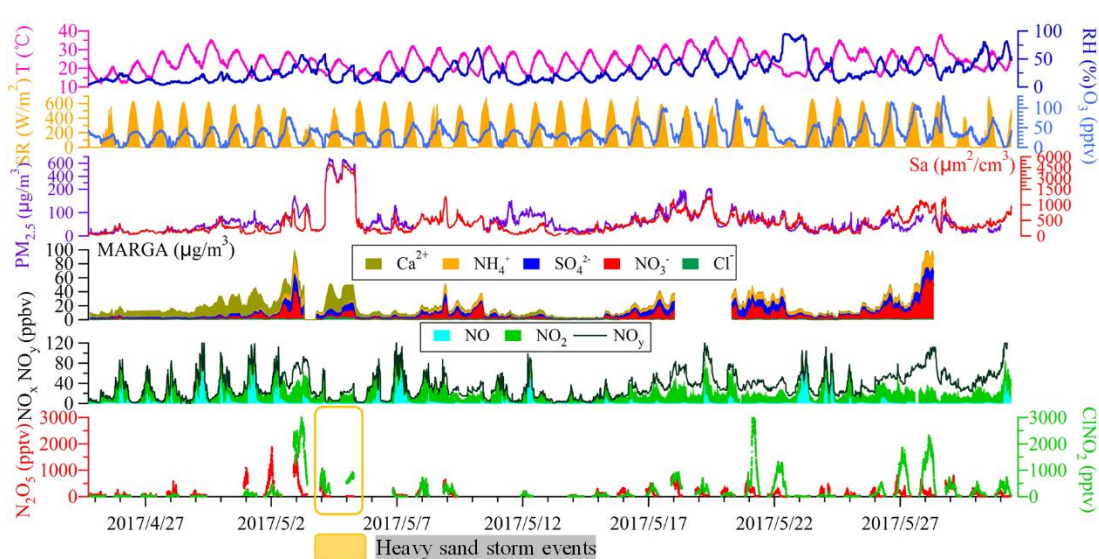 T (℃) 40 30 20 10
100 50 0 RH (%)
SR (W/m²) 600 400 200 0
100 50 0 O₃ (pptv)
PM₂.₅ (µg/m³) 600 400 200 100 0
Sa (µm²/cm³) 6000 4500 3000 1500 1000 500 0
MARGA (µg/m³)
100 80 60 40 20 0
Ca²⁺ NH₄⁺ SO₄²⁻ NO₃⁻ Cl⁻
NO NO₂ NOy
NOₓ NOy (ppbv) 120 80 40 0
N₂O₅ (pptv) 3000 2000 1000 0
3000 2000 1000 0 ClNO₂ (pptv)
2017/4/27 2017/5/2 2017/5/7 2017/5/12 2017/5/17 2017/5/22 2017/5/27
Heavy sand storm events